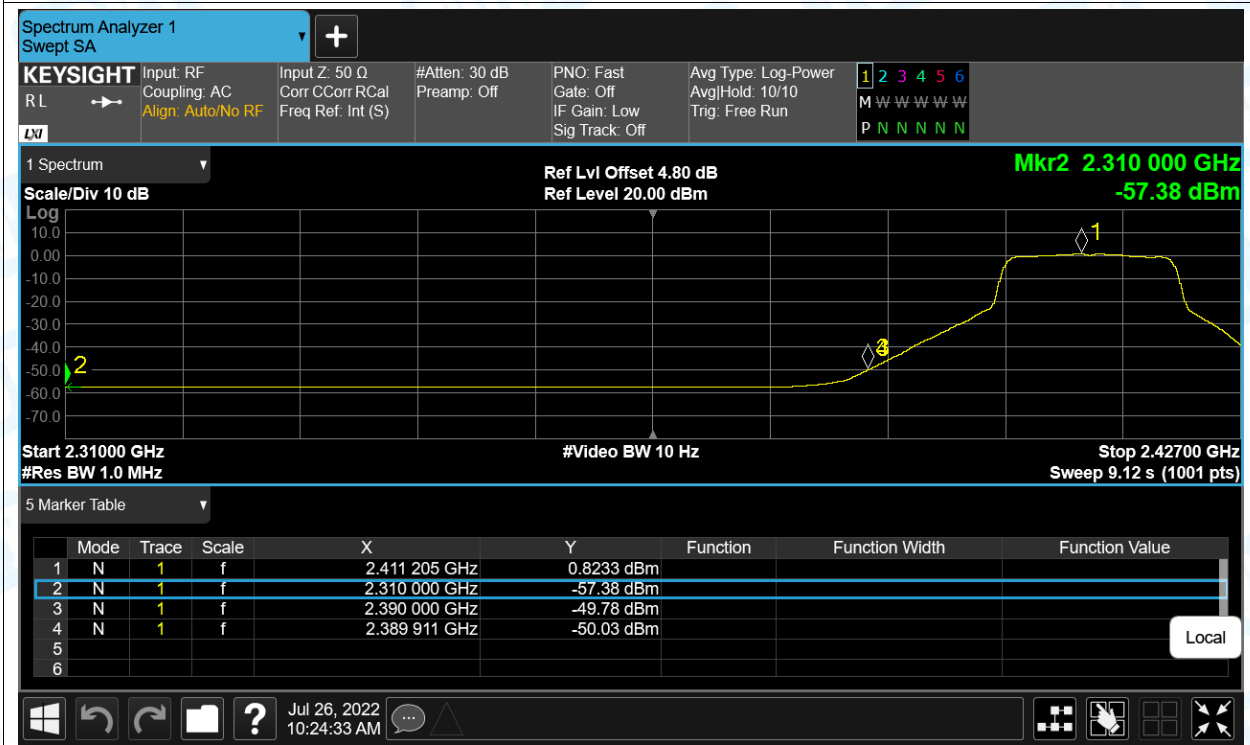 Spectrum Analyzer 1
Swept SA
▼
+
KEYSIGHT
R L
LXI
Input: RF
Coupling: AC
Align: Auto/No RF
Input Z: 50 Ω
Corr CCorr RCal
Freq Ref: Int (S)
#Atten: 30 dB
Preamp: Off
PNO: Fast
Gate: Off
IF Gain: Low
Sig Track: Off
Avg Type: Log-Power
Avg|Hold: 10/10
Trig: Free Run
1 2 3 4 5 6
M W W W W W
P N N N N N
1 Spectrum ▼
Scale/Div 10 dB
Ref Lvl Offset 4.80 dB
Ref Level 20.00 dBm
Mkr2 2.310 000 GHz
-57.38 dBm
Log
10.0
0.00
-10.0
-20.0
-30.0
-40.0
-50.0
-60.0
-70.0
1
2
3
4
Start 2.31000 GHz
#Res BW 1.0 MHz
#Video BW 10 Hz
Stop 2.42700 GHz
Sweep 9.12 s (1001 pts)
5 Marker Table ▼
Mode Trace Scale X Y Function Function Width Function Value
1 N 1 f 2.411 205 GHz 0.8233 dBm
2 N 1 f 2.310 000 GHz -57.38 dBm
3 N 1 f 2.390 000 GHz -49.78 dBm
4 N 1 f 2.389 911 GHz -50.03 dBm
5
6
Local
?
Jul 26, 2022
10:24:33 AM
...